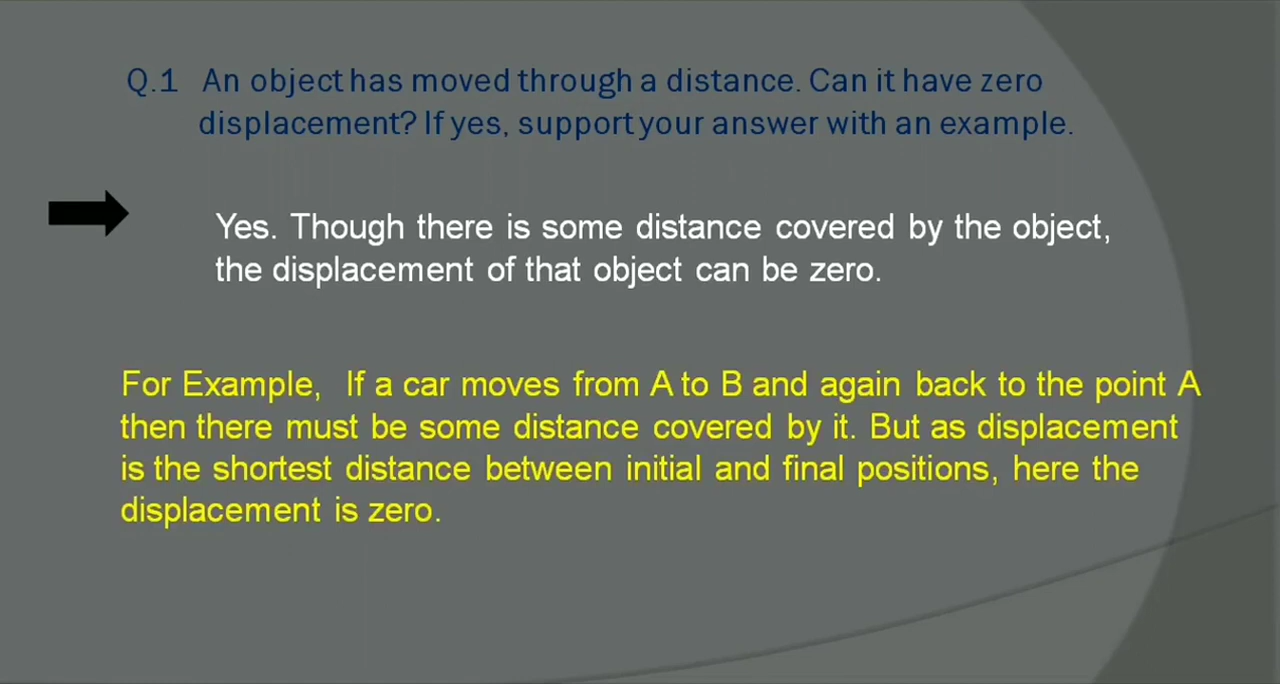 Q.1 An object has moved through a distance. Can it have zero
displacement? If yes, support your answer with an example.
Yes. Though there is some distance covered by the object,
the displacement of that object can be zero.
For Example, If a car moves from A to B and again back to the point A
then there must be some distance covered by it. But as displacement
is the shortest distance between initial and final positions, here the
displacement is zero.